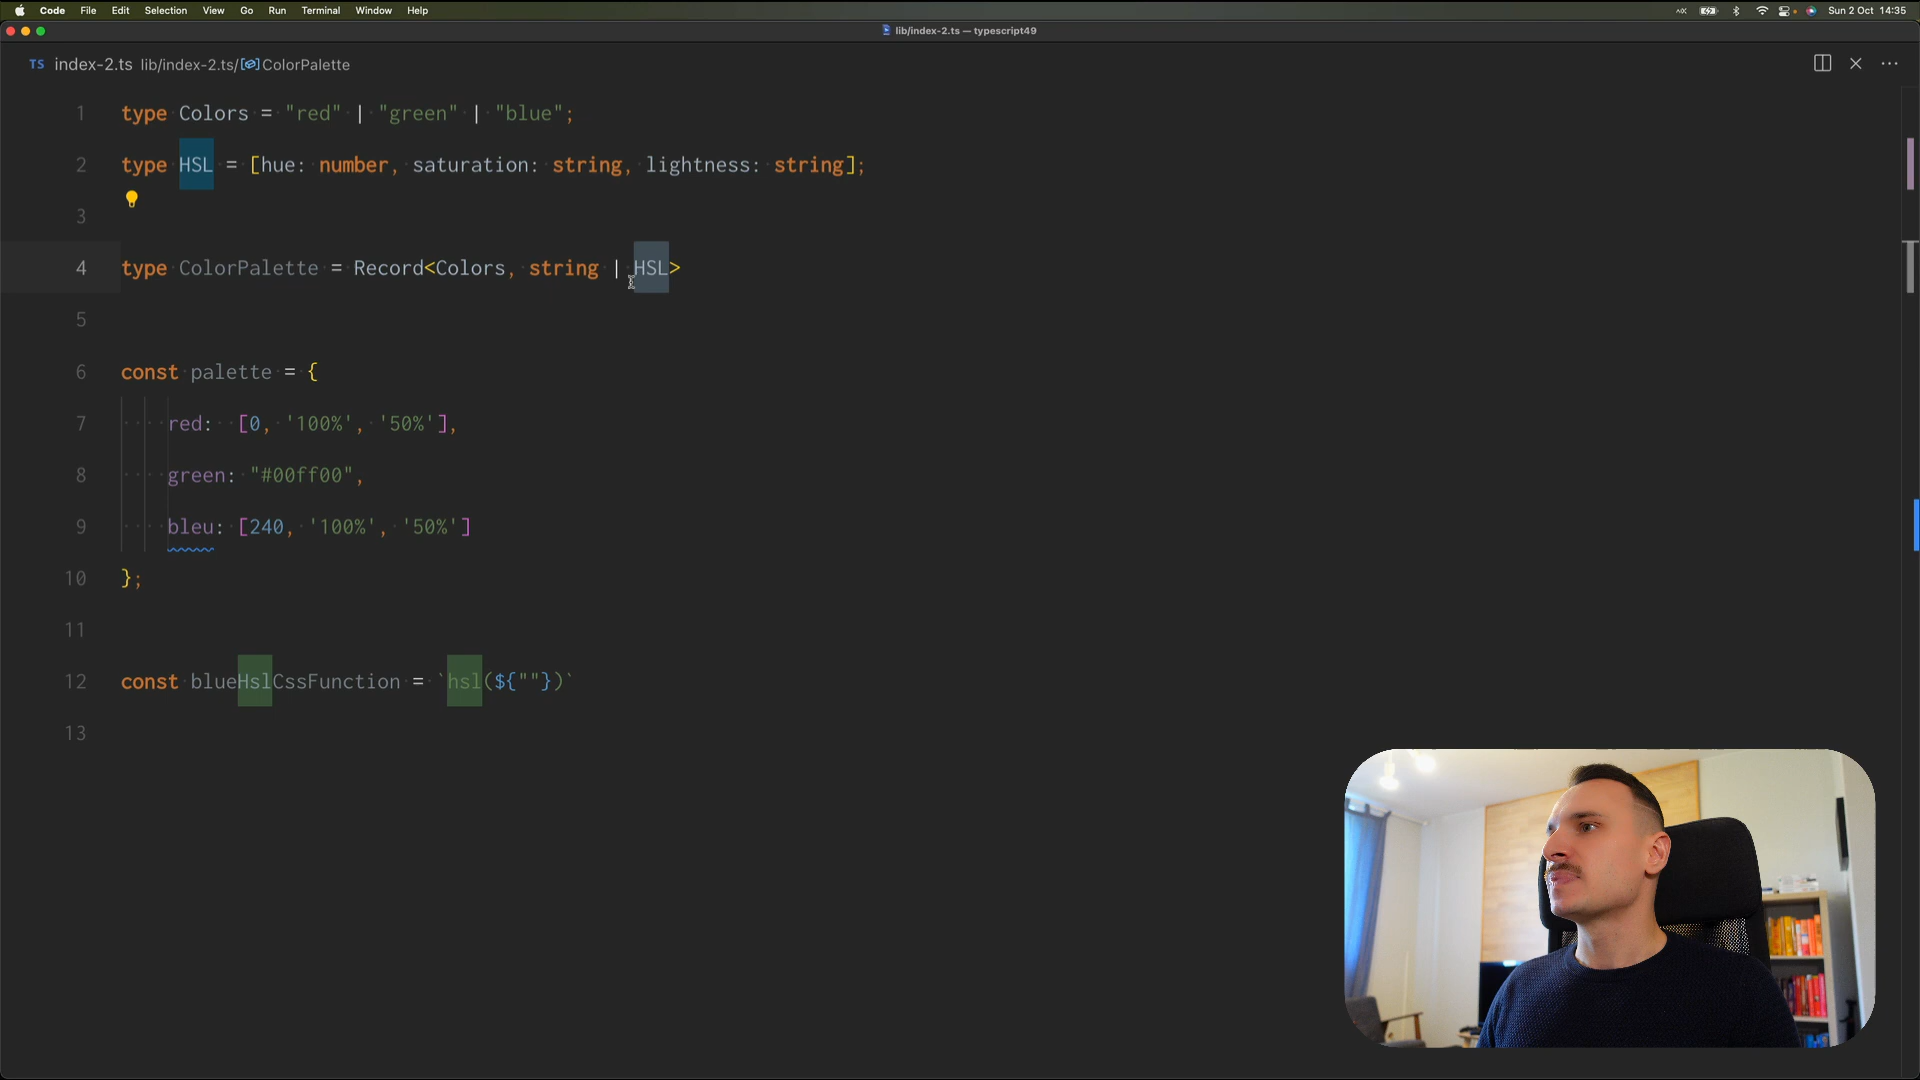 Code File Edit Selection View Go Run Terminal Window Help
Sun 2 Oct 14:35
lib/index-2.ts — typescript49
TS index-2.ts lib/index-2.ts/ ColorPalette
1 type Colors = "red" | "green" | "blue";
2 type HSL = [hue: number, saturation: string, lightness: string];
3
4 type ColorPalette = Record<Colors, string | HSL>
5
6 const palette = {
7 red: [0, '100%', '50%'],
8 green: "#00ff00",
9 bleu: [240, '100%', '50%']
10 };
11
12 const blueHslCssFunction = `hsl(${""})`
13